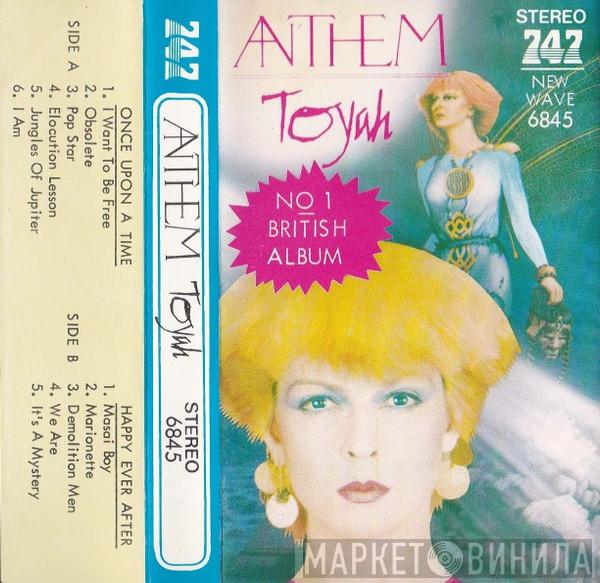 SIDE A
ONCE UPON A TIME
1. I Want To Be Free
2. Obsolete
3. Pop Star
4. Elocution Lesson
5. Jungles Of Jupiter
6. I Am
SIDE B
HAPPY EVER AFTER
1. Masai Boy
2. Marionette
3. Demolition Men
4. We Are
5. It's A Mystery
747
ANTHEM Toyah
STEREO
6845
ANTHEM
Toyah
NO 1
BRITISH
ALBUM
STEREO
747
NEW
WAVE
6845
МАРКЕТ ВИНИЛА